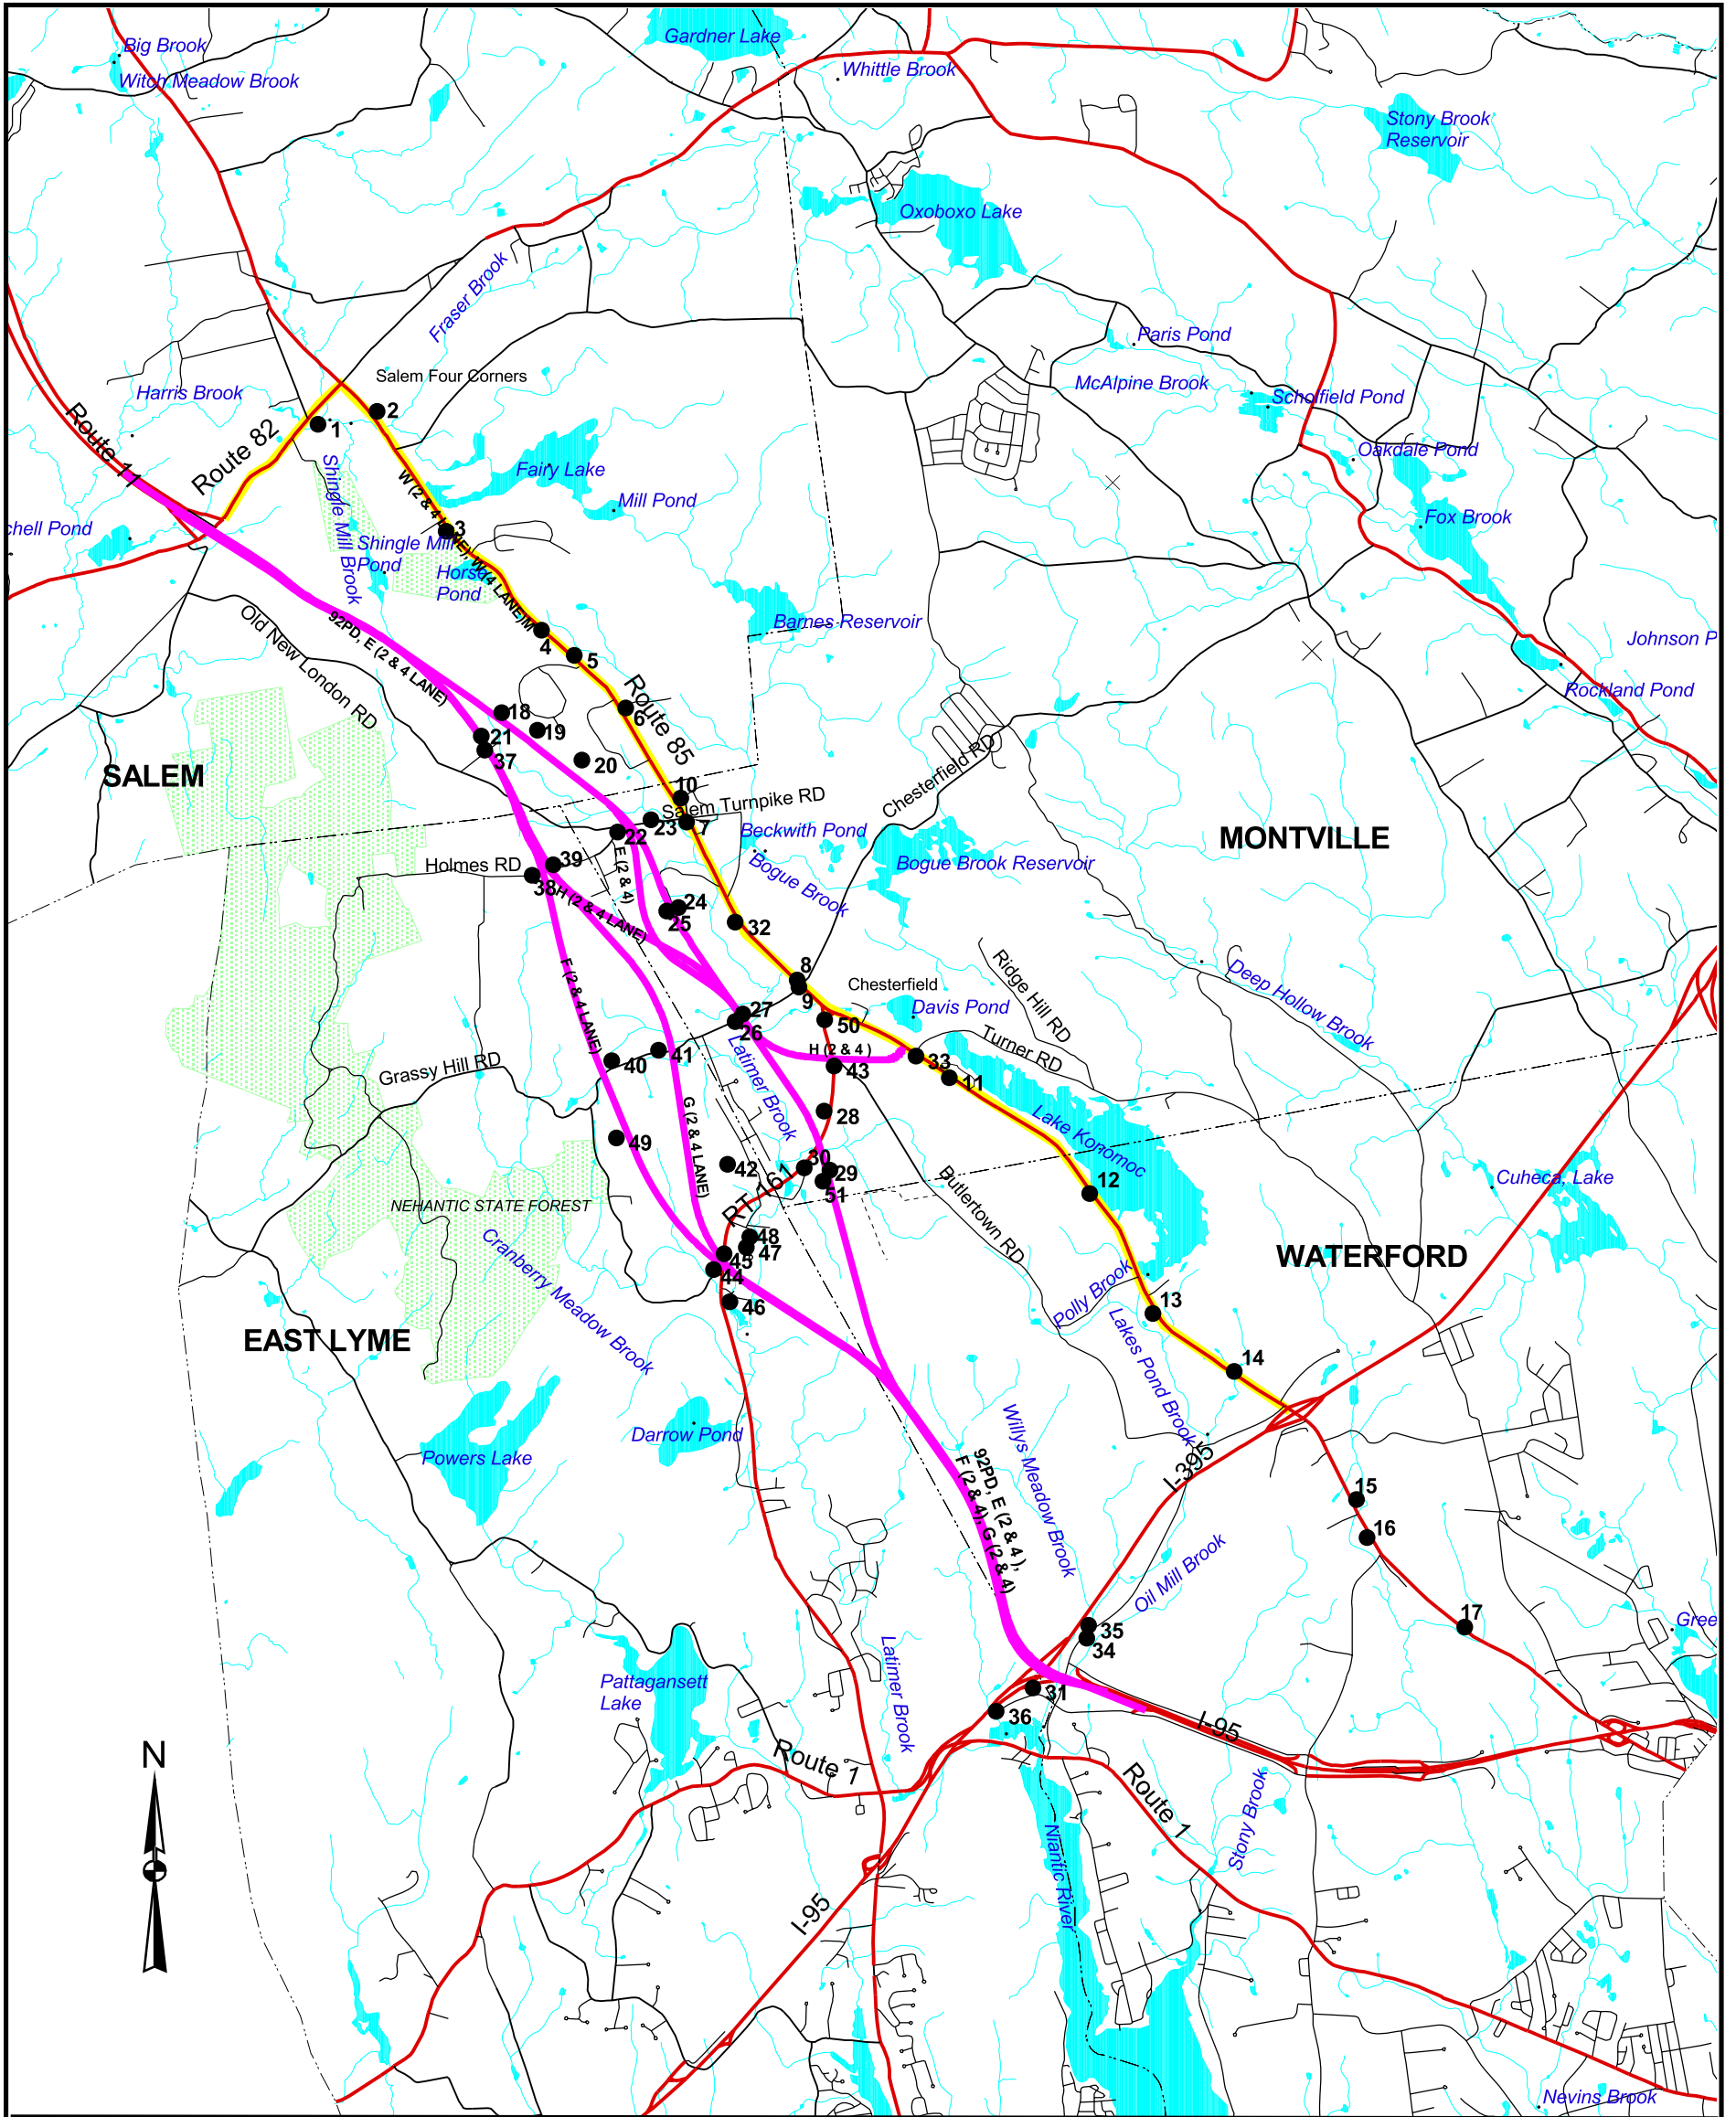 Gardner Lake
Big Brook
Witch Meadow Brook
Whittle Brook
Stony Brook
Reservoir
Oxoboxo Lake
Fraser Brook
Paris Pond
Salem Four Corners
McAlpine Brook
Harris Brook
Scholfield Pond
Route 11
Route 82
1
2
Oakdale Pond
Fairy Lake
Mill Pond
Shingle Mill Brook
W (2 & 4 LANE), W (4 LANE)M
3
chell Pond
Shingle Mill
Pond
Horse
Pond
Fox Brook
92PD, E (2 & 4 LANE)
Old New London RD
Barnes Reservoir
4
5
Johnson P
Rockland Pond
Route 85
6
18
19
21
37
20
SALEM
10
Salem Turnpike RD
Chesterfield RD
7
23
22
Beckwith Pond
MONTVILLE
Bogue Brook
Bogue Brook Reservoir
E (2 & 4)
Holmes RD
39
38
H (2 & 4 LANE)
24
25
32
F (2 & 4 LANE)
8
9
Chesterfield
Davis Pond
Ridge Hill RD
Deep Hollow Brook
27
26
50
Turner RD
H (2 & 4 )
33
41
40
Grassy Hill RD
43
11
Latimer Brook
G (2 & 4 LANE)
28
Lake Konomoc
49
42
30
29
51
RT 161
12
Cuheca, Lake
Butlertown RD
NEHANTIC STATE FOREST
Cranberry Meadow Brook
48
47
45
44
46
WATERFORD
Polly Brook
13
Lakes Pond Brook
EAST LYME
14
Darrow Pond
Powers Lake
Willys Meadow Brook
92PD, E (2 & 4 ),
F (2 & 4), G (2 & 4)
I-395
15
16
Oil Mill Brook
17
35
34
Gree
Latimer Brook
Pattagansett
Lake
31
36
I-95
N
Route 1
Route 1
Stony Brook
Niantic River
I-95
Nevins Brook